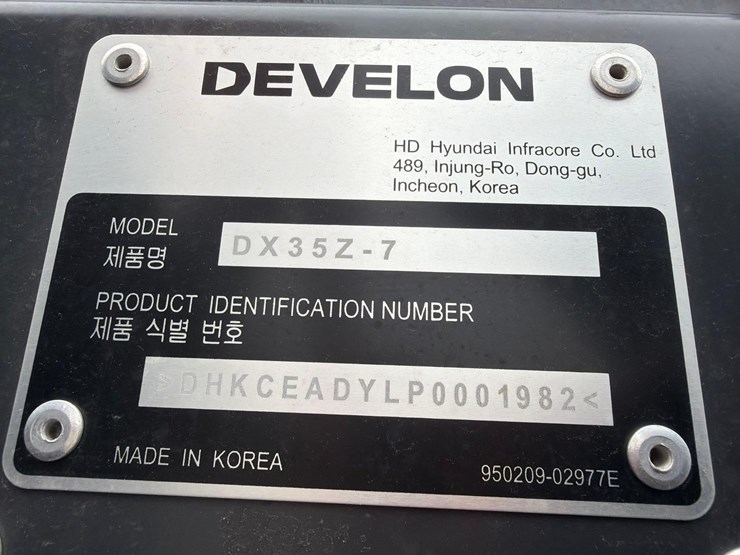 DEVELON
HD Hyundai Infracore Co. Ltd
489, Injung-Ro, Dong-gu,
Incheon, Korea
MODEL
제품명
DX35Z-7
PRODUCT IDENTIFICATION NUMBER
제품 식별 번호
DHKCEADYLP0001982<
MADE IN KOREA
950209-02977E